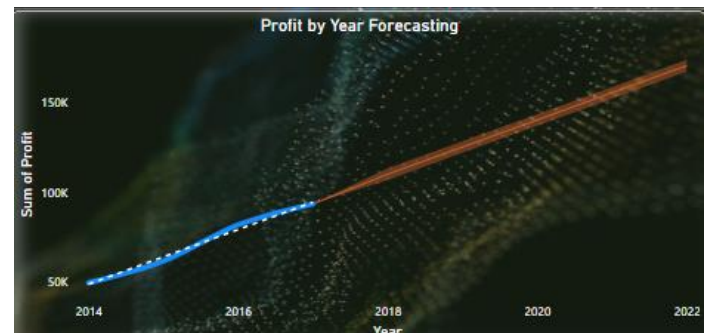 Profit by Year Forecasting
150K
100K
50K
Sum of Profit
2014 2016 2018 2020 2022
Year